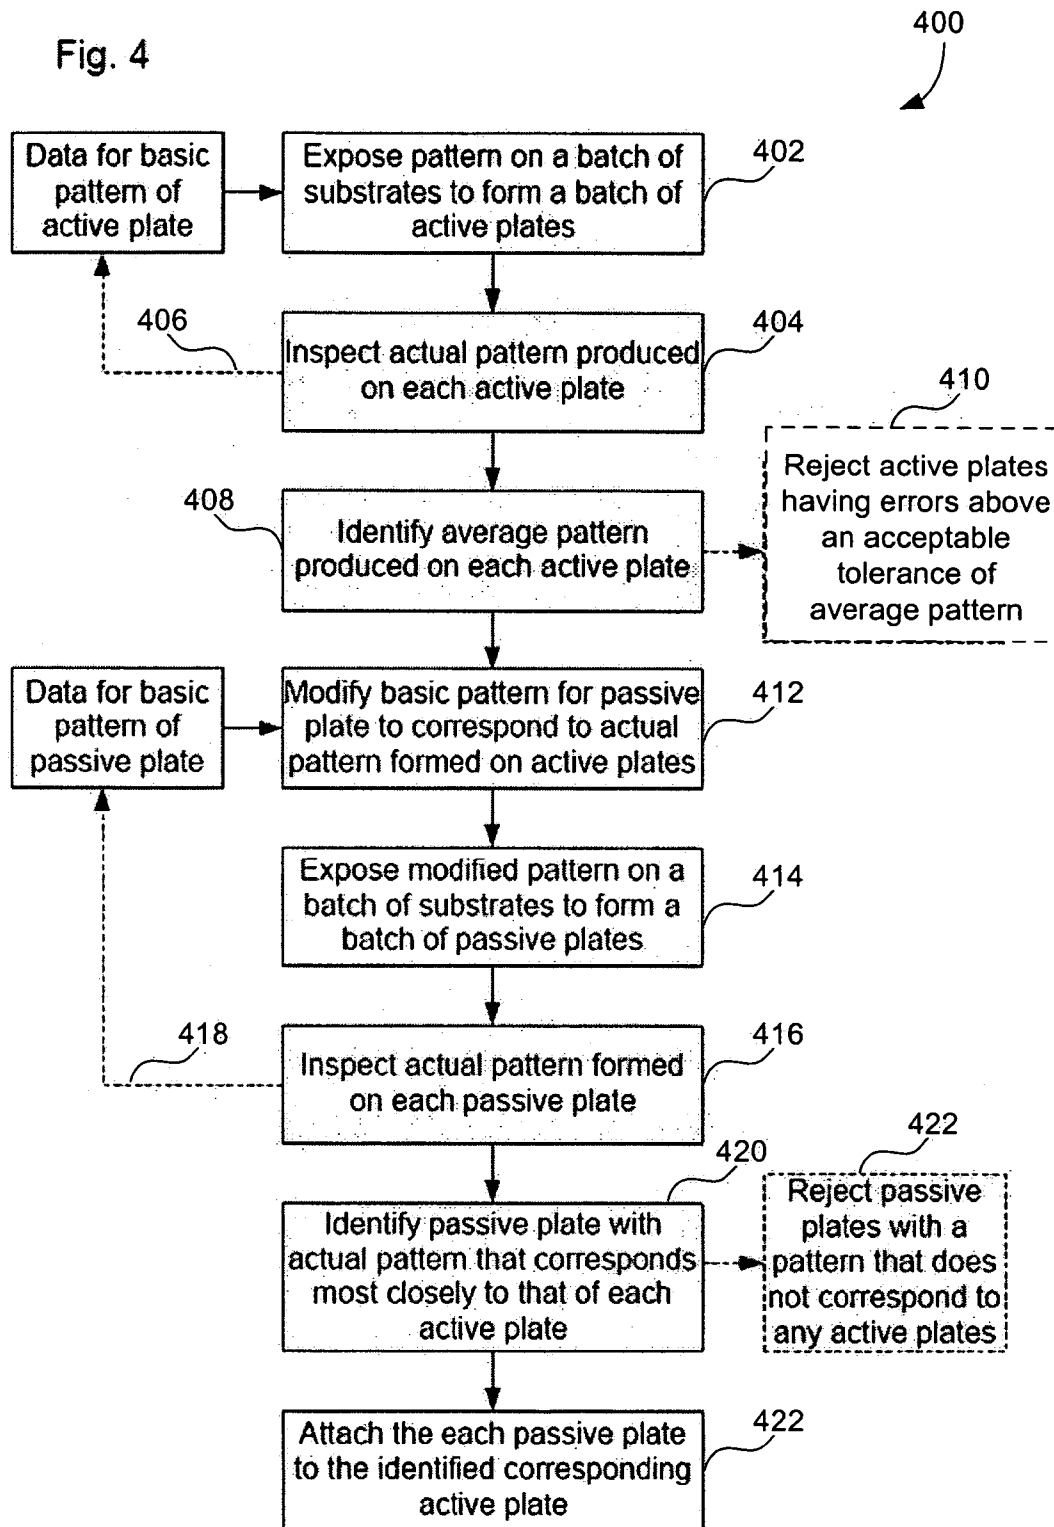 Fig. 4
400
Data for basic
pattern of
active plate
Expose pattern on a batch of
substrates to form a batch of
active plates
402
406
Inspect actual pattern produced
on each active plate
404
410
Reject active plates
having errors above
an acceptable
tolerance of
average pattern
408
Identify average pattern
produced on each active plate
Data for basic
pattern of
passive plate
Modify basic pattern for passive
plate to correspond to actual
pattern formed on active plates
412
Expose modified pattern on a
batch of substrates to form a
batch of passive plates
414
418
Inspect actual pattern formed
on each passive plate
416
420
Identify passive plate with
actual pattern that corresponds
most closely to that of each
active plate
422
Reject passive
plates with a
pattern that does
not correspond to
any active plates
Attach the each passive plate
to the identified corresponding
active plate
422